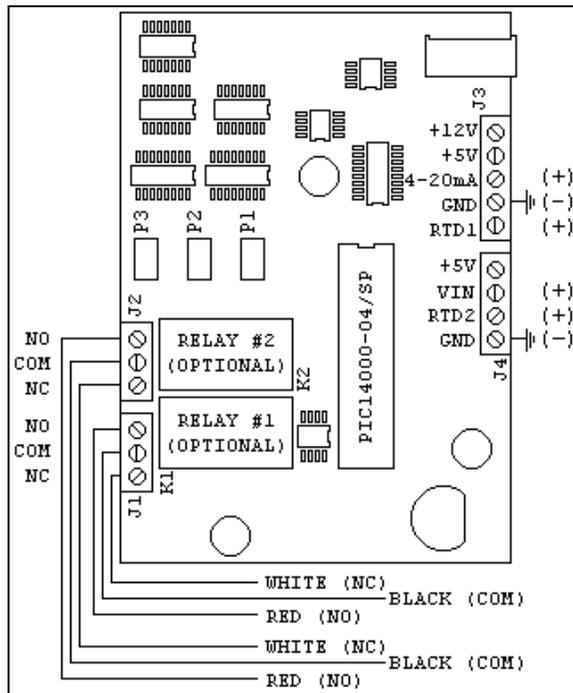 J3
+12V
+5V
4-20mA (+)
GND (-)
RTD1 (+)
P3 P2 P1
+5V
VIN (+)
RTD2 (+)
GND (-)
J4
PIC14000-04/SP
J2
NO
COM
NC
RELAY #2
(OPTIONAL)
K2
NO
COM
NC
RELAY #1
(OPTIONAL)
K1
J1
WHITE (NC)
BLACK (COM)
RED (NO)
WHITE (NC)
BLACK (COM)
RED (NO)